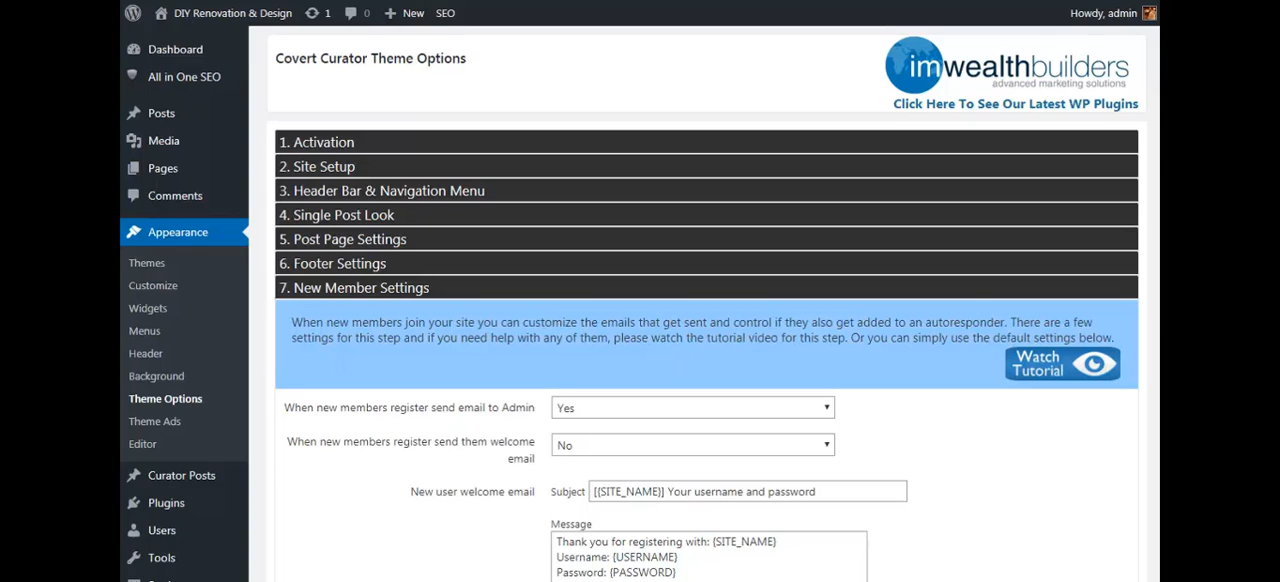 DIY Renovation & Design 1 0 New SEO Howdy, admin
Dashboard
All in One SEO
Posts
Media
Pages
Comments
Appearance
Themes
Customize
Widgets
Menus
Header
Background
Theme Options
Theme Ads
Editor
Curator Posts
Plugins
Users
Tools
Covert Curator Theme Options
imwealthbuilders
advanced marketing solutions
Click Here To See Our Latest WP Plugins
1. Activation
2. Site Setup
3. Header Bar & Navigation Menu
4. Single Post Look
5. Post Page Settings
6. Footer Settings
7. New Member Settings
When new members join your site you can customize the emails that get sent and control if they also get added to an autoresponder. There are a few
settings for this step and if you need help with any of them, please watch the tutorial video for this step. Or you can simply use the default settings below.
Watch
Tutorial
When new members register send email to Admin Yes
When new members register send them welcome
email No
New user welcome email Subject [{SITE_NAME}] Your username and password
Message
Thank you for registering with: {SITE_NAME}
Username: {USERNAME}
Password: {PASSWORD}